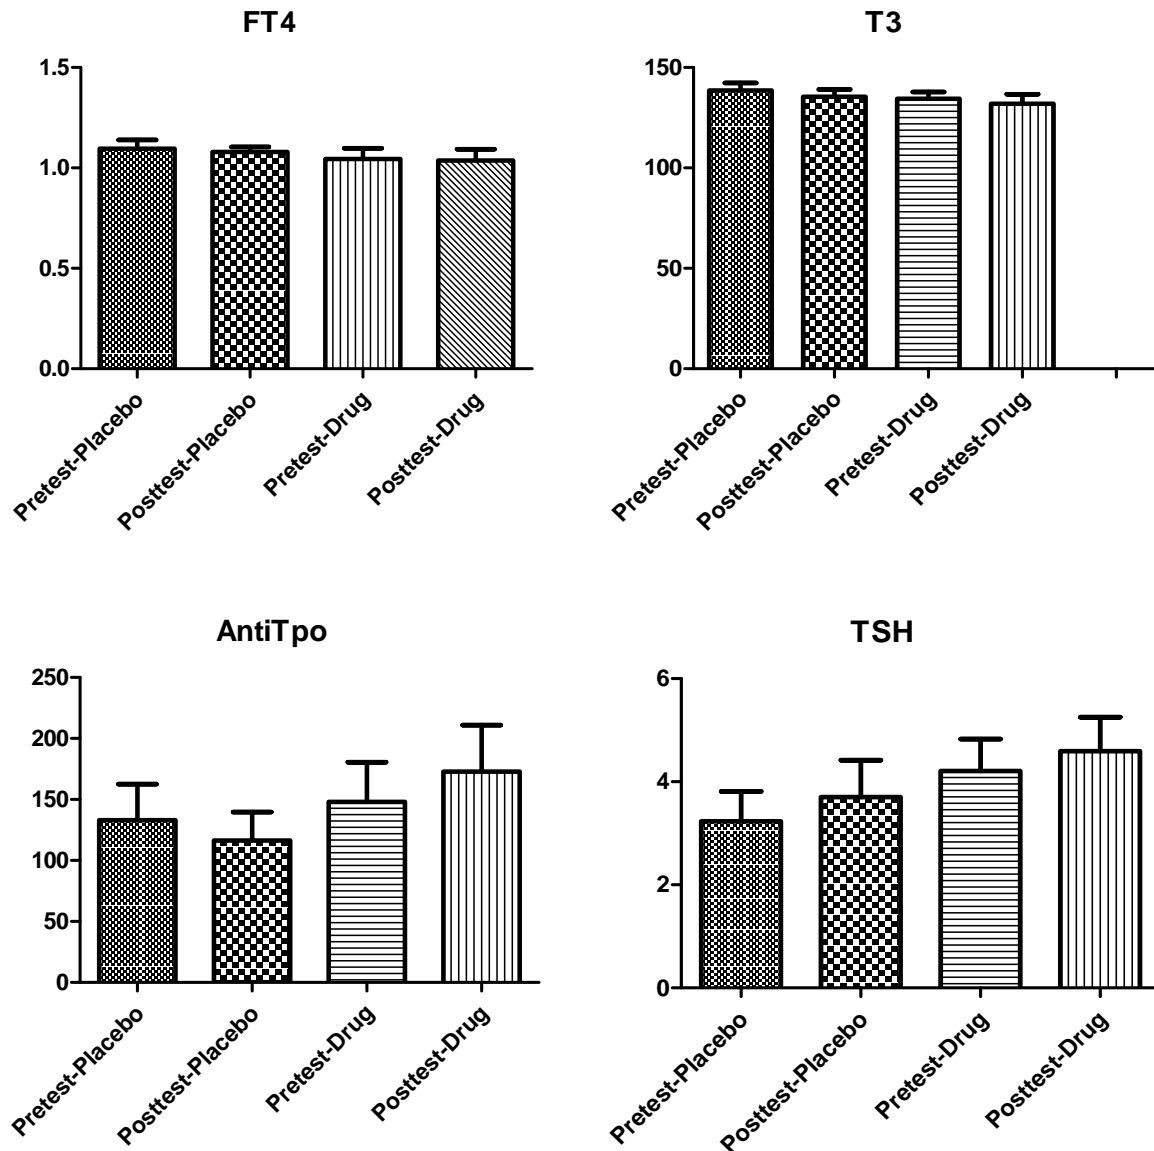 FT4
1.5
1.0
0.5
0.0
Pretest-Placebo
Posttest-Placebo
Pretest-Drug
Posttest-Drug
T3
150
100
50
0
Pretest-Placebo
Posttest-Placebo
Pretest-Drug
Posttest-Drug
AntiTpo
250
200
150
100
50
0
Pretest-Placebo
Posttest-Placebo
Pretest-Drug
Posttest-Drug
TSH
6
4
2
0
Pretest-Placebo
Posttest-Placebo
Pretest-Drug
Posttest-Drug